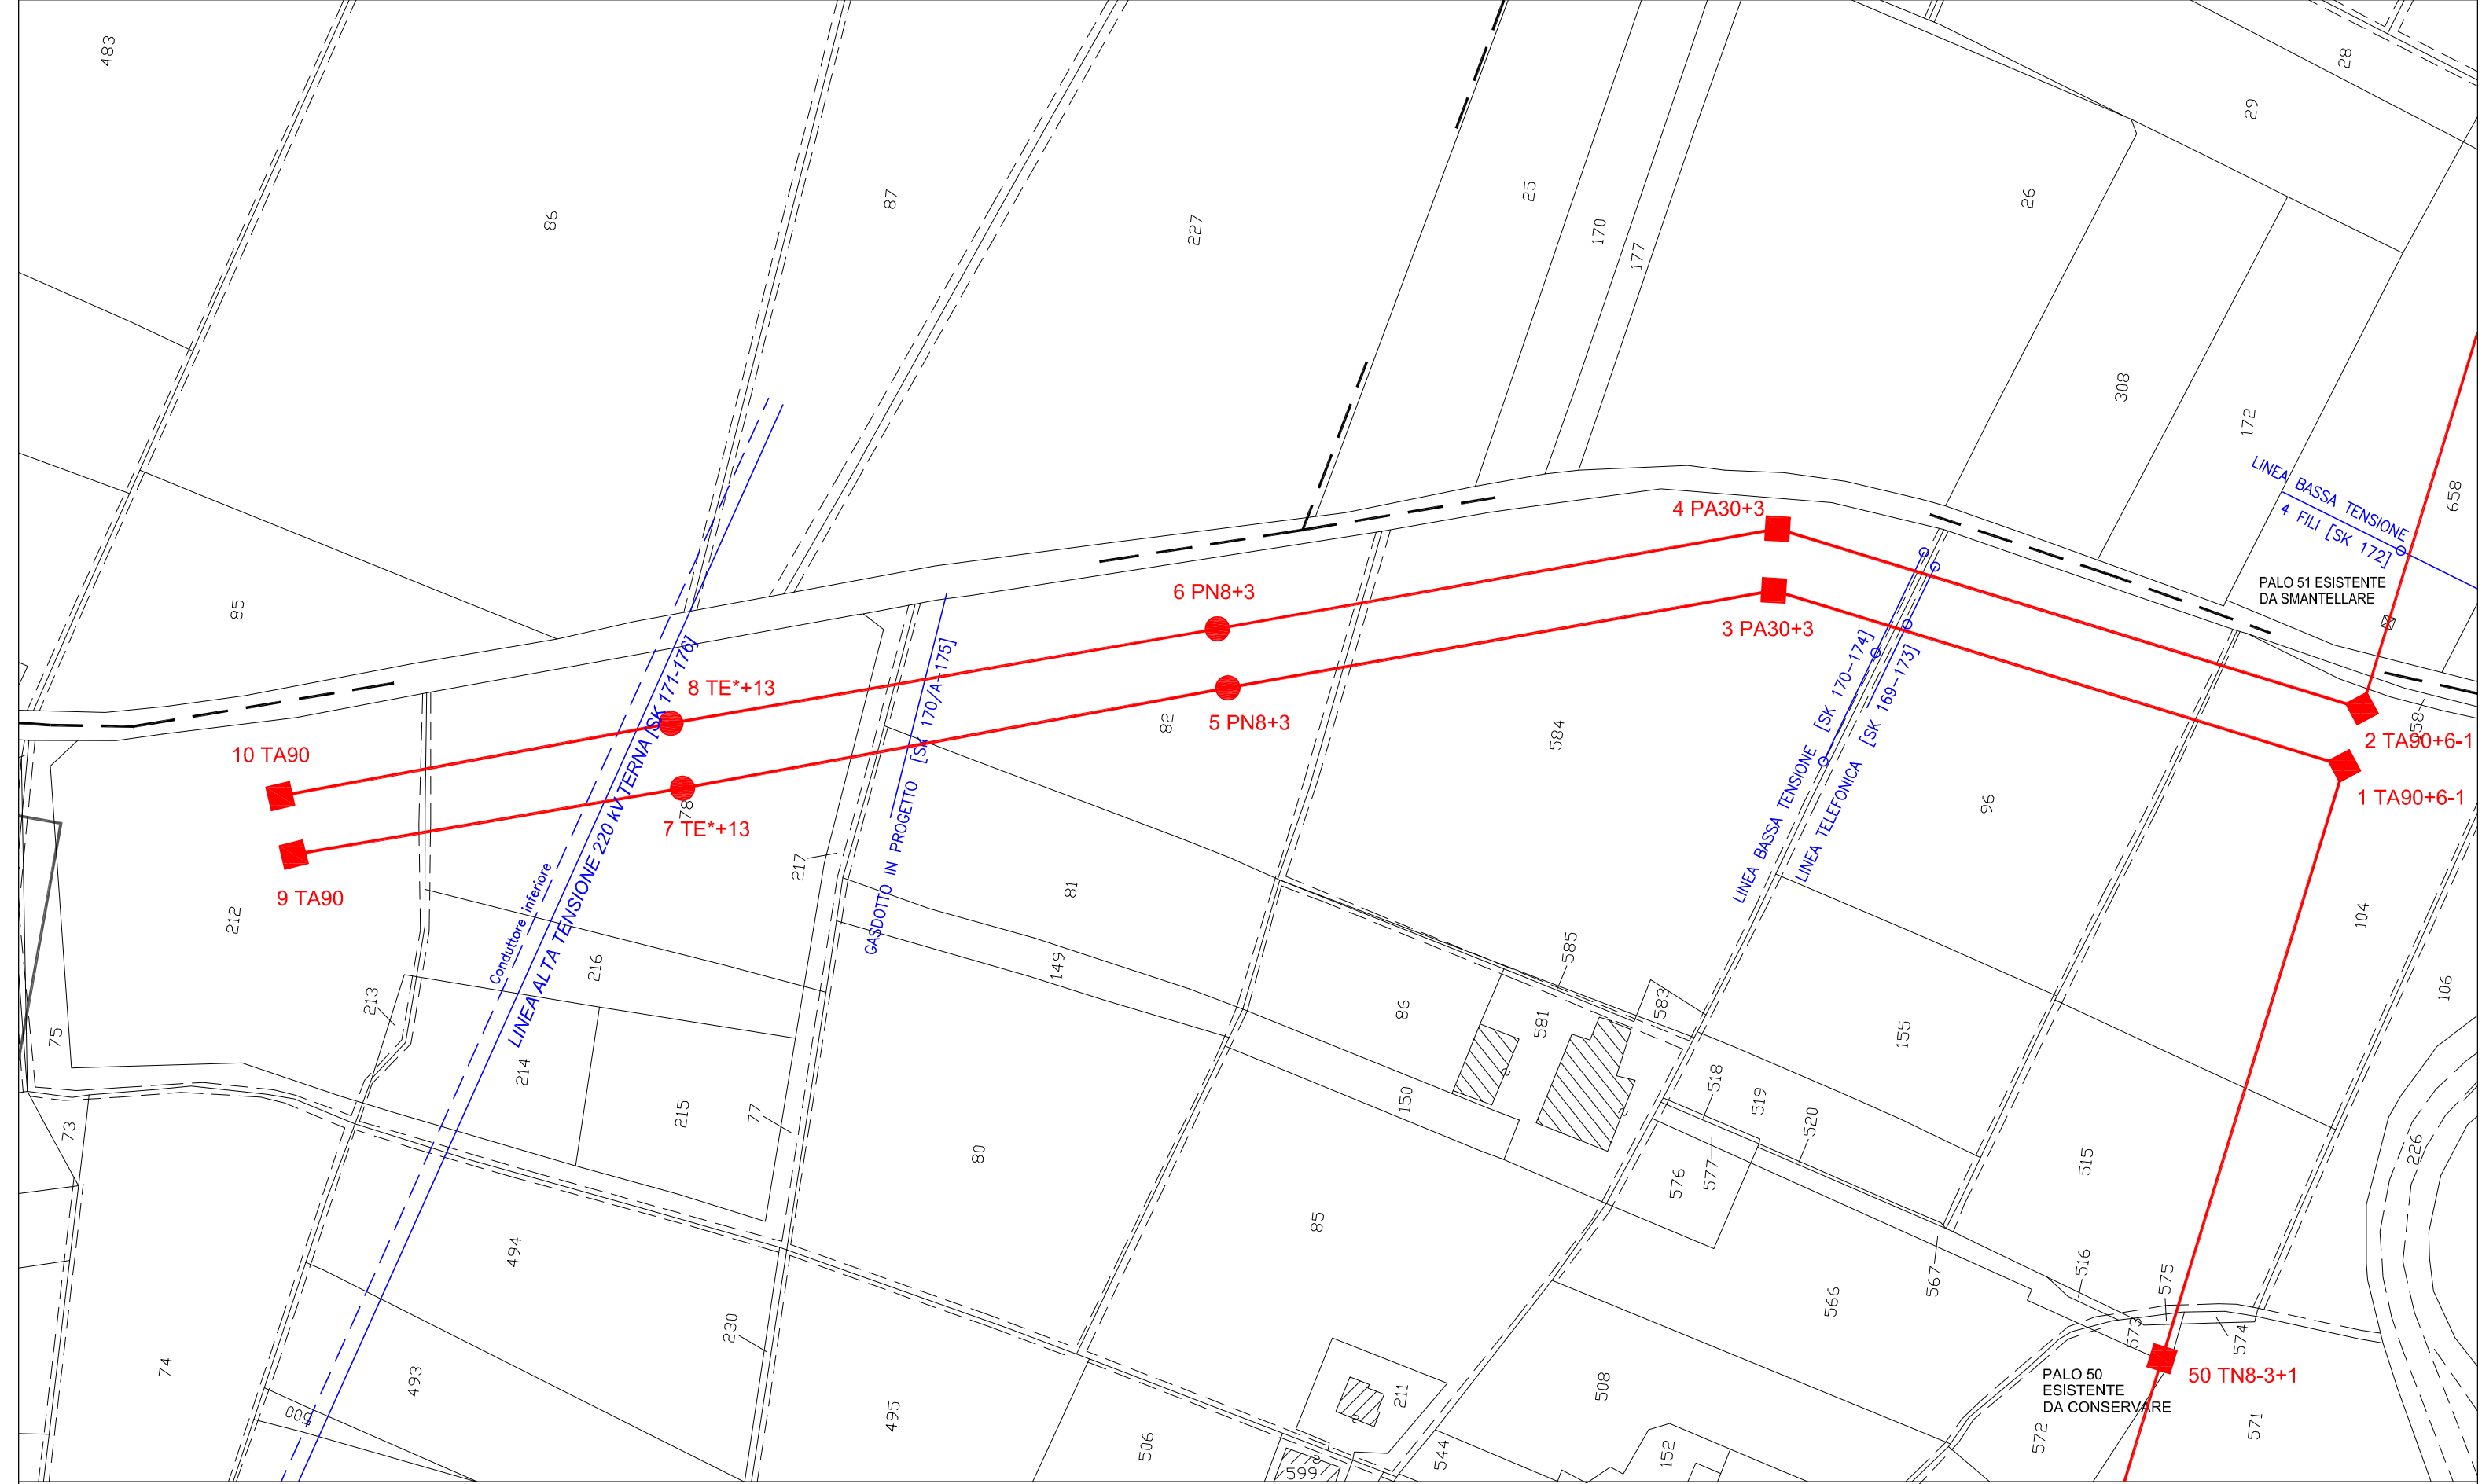 483
86
87
227
25
170
177
26
29
28
308
172
658
LINEA BASSA TENSIONE
4 FILI [SK 172]
PALO 51 ESISTENTE
DA SMANTELLARE
4 PA30+3
3 PA30+3
6 PN8+3
5 PN8+3
8 TE*+13
7 TE*+13
10 TA90
9 TA90
2 TA90+6-1
1 TA90+6-1
658
85
78
82
584
96
104
106
212
217
81
149
216
213
214
215
77
75
73
74
Conduttore inferiore
LINEA ALTA TENSIONE 220 kV TERNA [SK 171-176]
GASDOTTO IN PROGETTO [SK 170/A-175]
LINEA BASSA TENSIONE [SK 170-174]
LINEA TELEFONICA [SK 169-173]
585
583
581
86
150
80
85
155
518
519
520
576
577
515
226
567
516
575
573
574
566
494
493
500
230
495
506
211
599
508
544
152
572
571
PALO 50
ESISTENTE
DA CONSERVARE
50 TN8-3+1